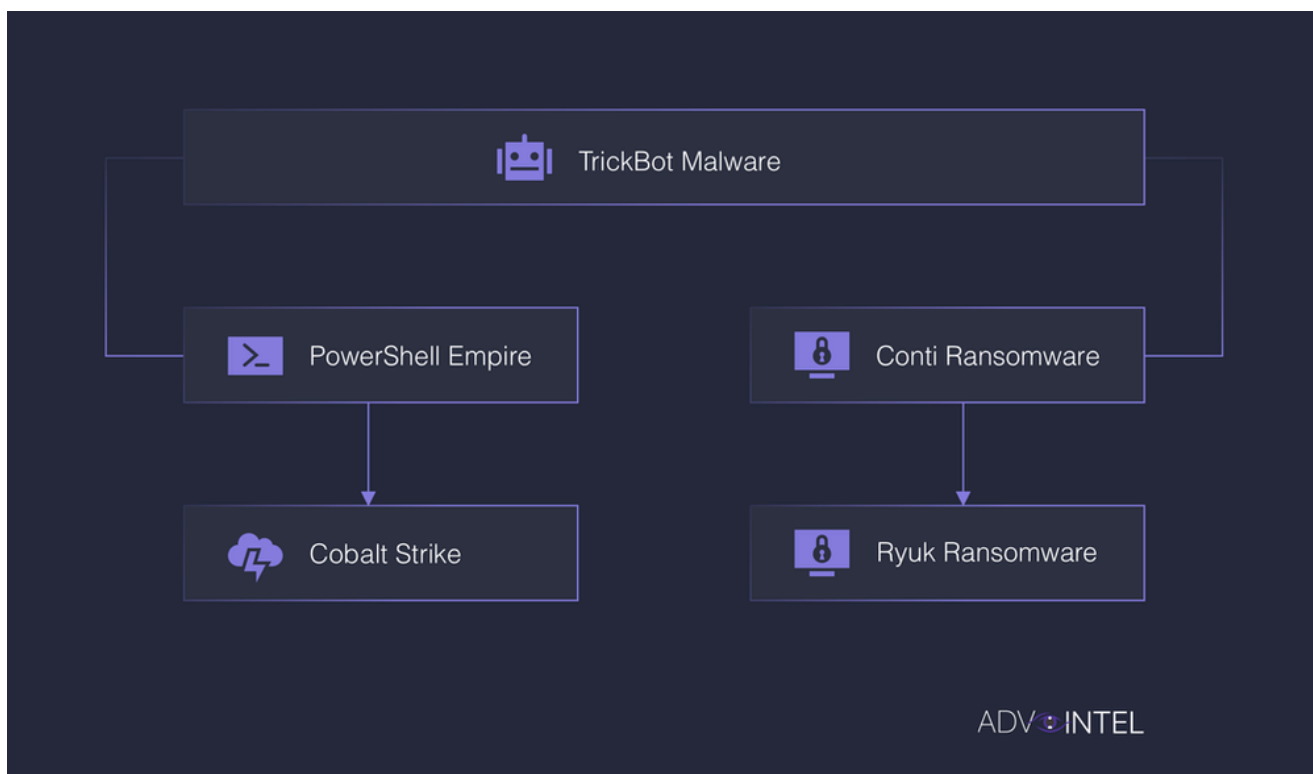 TrickBot Malware
PowerShell Empire
Conti Ransomware
Cobalt Strike
Ryuk Ransomware
ADVINTEL